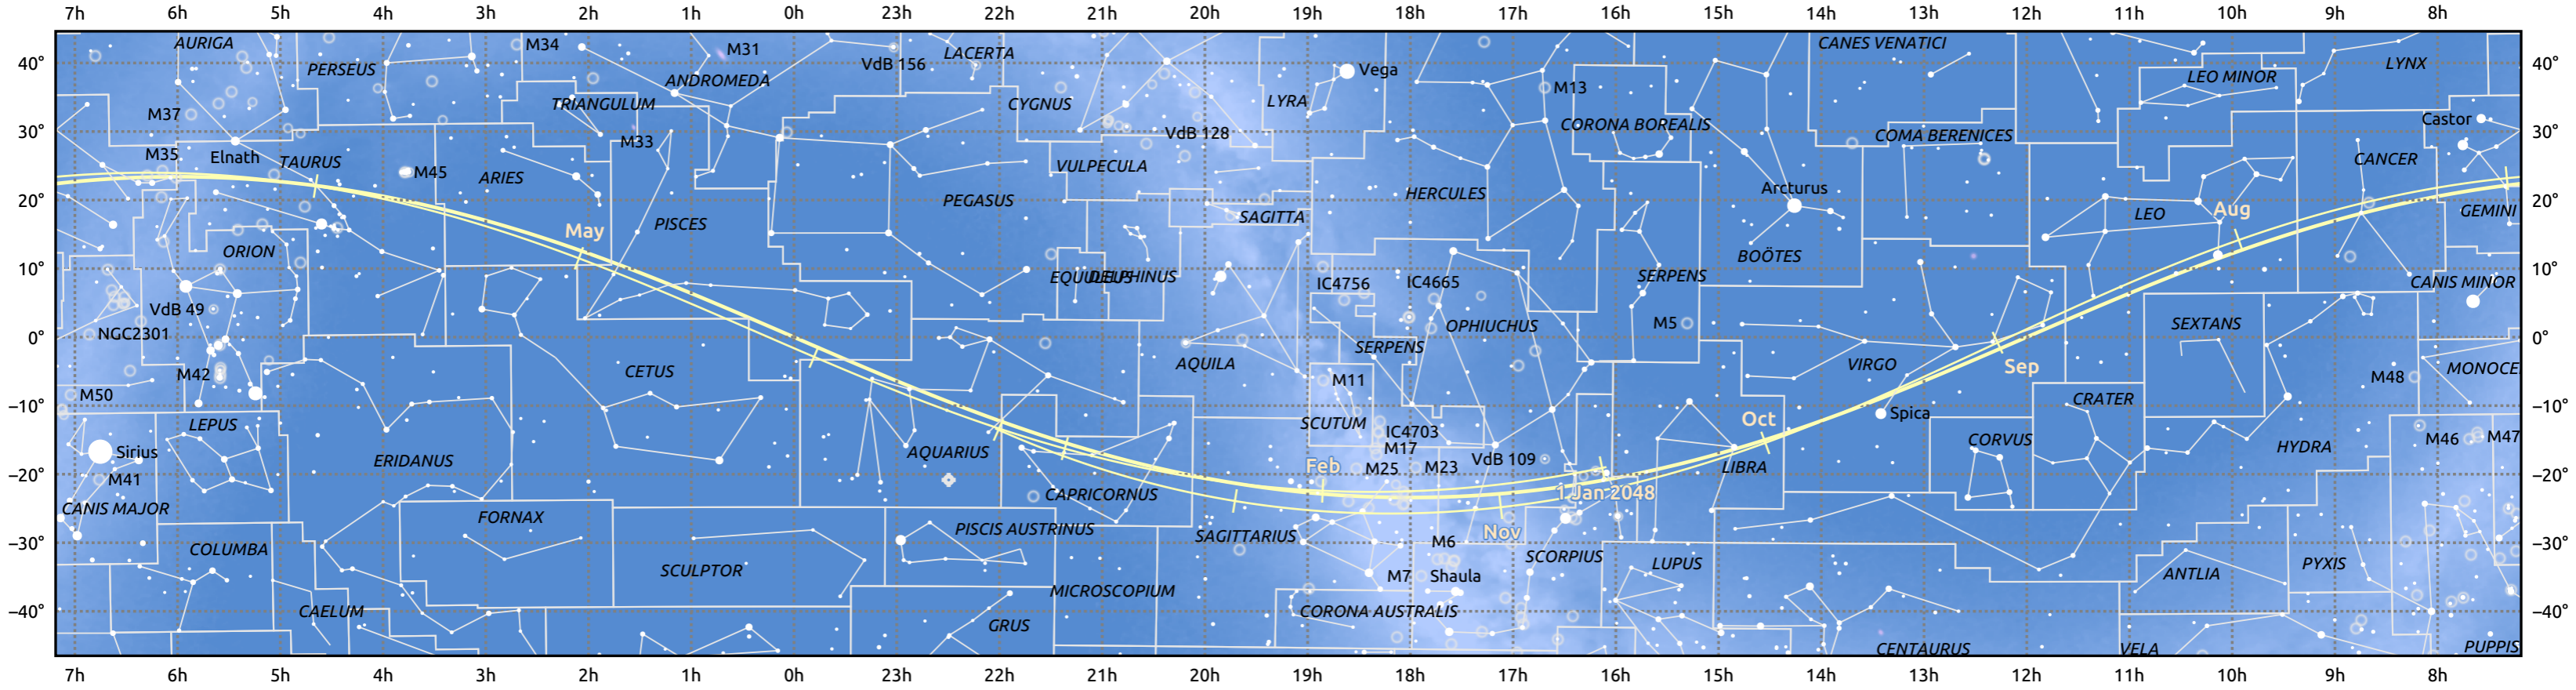 7h 6h 5h 4h 3h 2h 1h 0h 23h 22h 21h 20h 19h 18h 17h 16h 15h 14h 13h 12h 11h 10h 9h 8h
AURIGA M34 M31 LACERTA CANES VENATICI
40° PERSEUS ANDROMEDA VdB 156 Vega LEO MINOR LYNX 40°
M37 TRIANGULUM CYGNUS LYRA M13
30° M33 VdB 128 CORONA BOREALIS COMA BERENICES Castor 30°
M35 Elnath TAURUS M45 ARIES VULPECULA CANCER
20° PISCES PEGASUS SAGITTA HERCULES Arcturus LEO Aug GEMINI 20°
ORION May BOÖTES
10° EQUULEUS DELPHINUS IC4756 IC4665 SERPENS CANIS MINOR 10°
VdB 49
0° NGC2301 OPHIUCHUS M5 SEXTANS 0°
M42 CETUS AQUILA SERPENS VIRGO Sep M48 MONOCE
−10° M50 M11 CRATER −10°
LEPUS SCUTUM IC4703 Oct Spica
Sirius ERIDANUS AQUARIUS M17 VdB 109 CORVUS HYDRA M46 M47
−20° M41 Feb M25 M23 LIBRA −20°
CANIS MAJOR FORNAX CAPRICORNUS 1 Jan 2048
−30° COLUMBA PISCIS AUSTRINUS SAGITTARIUS M6 Nov SCORPIUS −30°
SCULPTOR MICROSCOPIUM M7 Shaula LUPUS ANTLIA PYXIS
−40° CAELUM GRUS CORONA AUSTRALIS −40°
CENTAURUS VELA PUPPIS
7h 6h 5h 4h 3h 2h 1h 0h 23h 22h 21h 20h 19h 18h 17h 16h 15h 14h 13h 12h 11h 10h 9h 8h